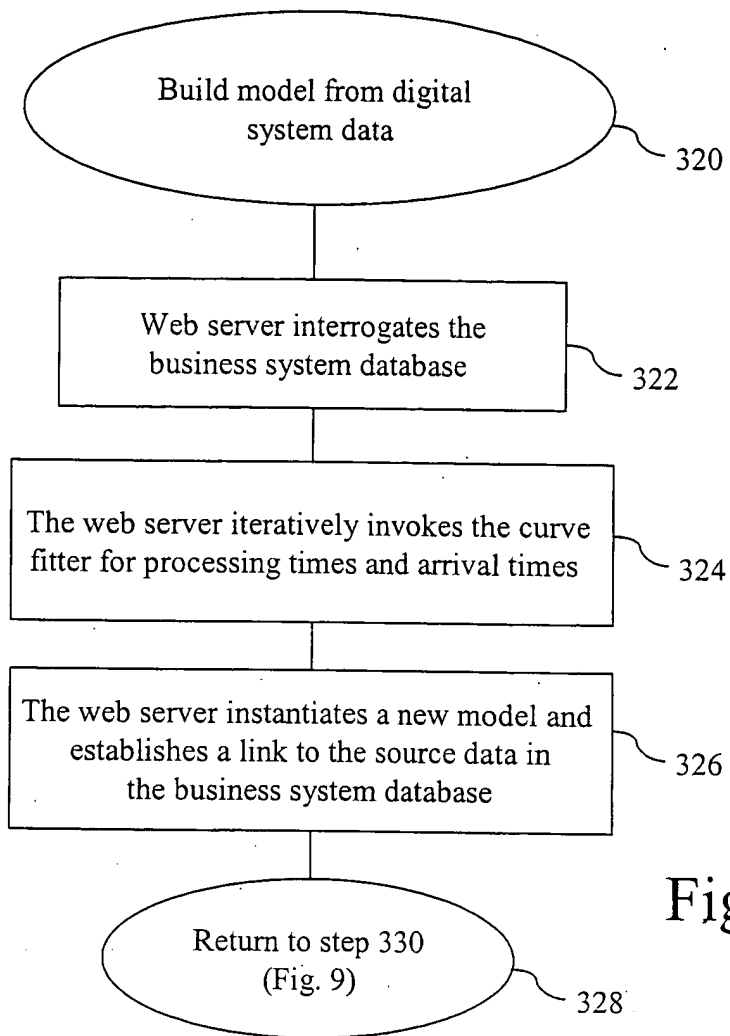 Build model from digital
system data
320
Web server interrogates the
business system database
322
The web server iteratively invokes the curve
fitter for processing times and arrival times
324
The web server instantiates a new model and
establishes a link to the source data in
the business system database
326
Return to step 330
(Fig. 9)
328
Fig